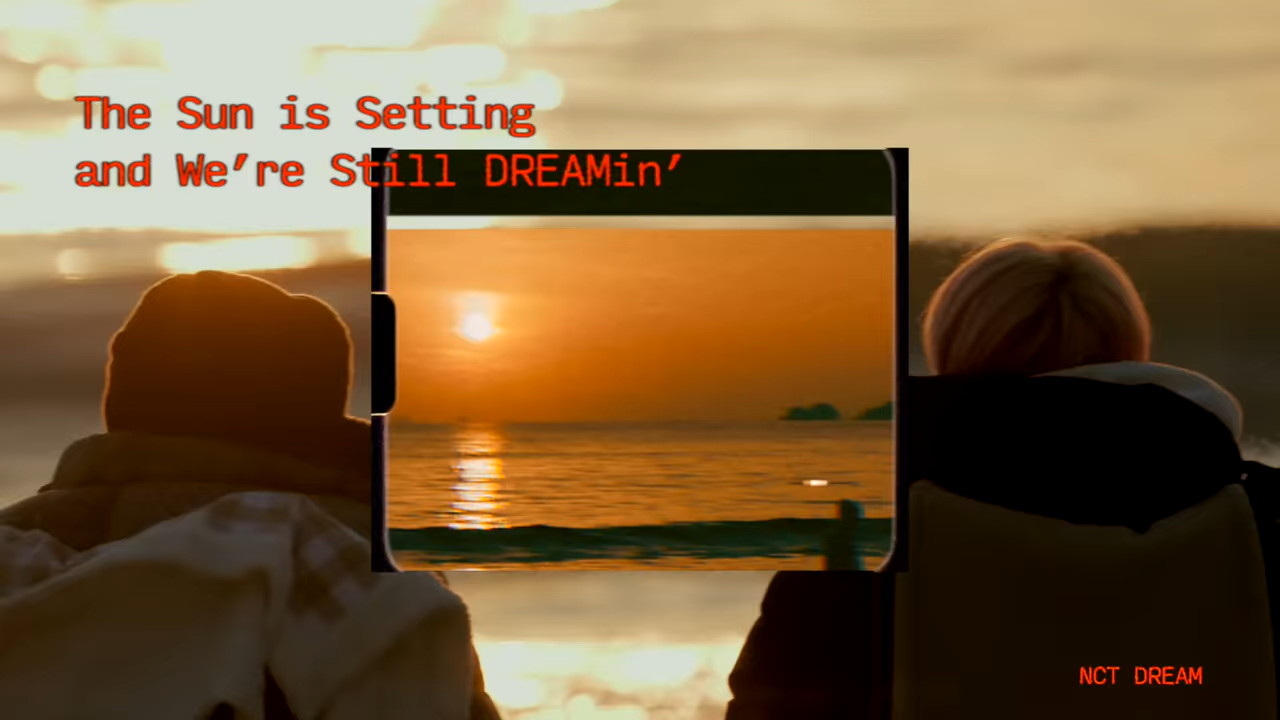 The Sun is Setting
and We’re Still DREAMin’
NCT DREAM